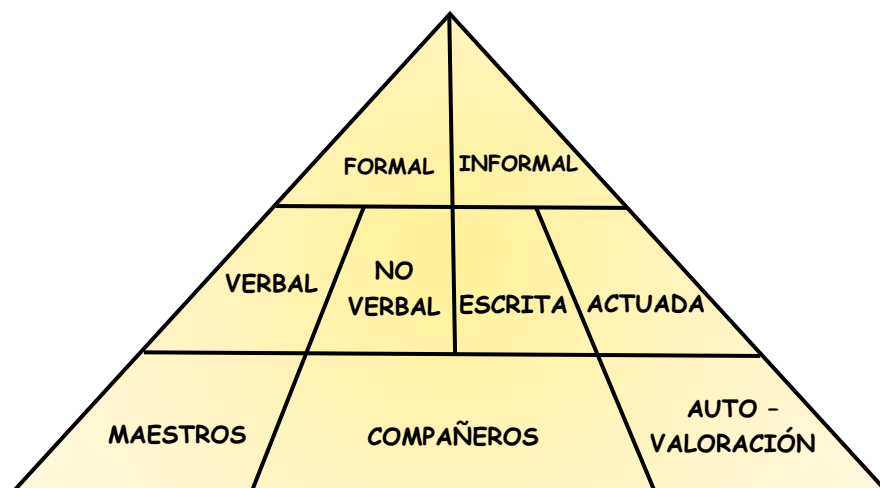 FORMAL
INFORMAL
VERBAL
NO
VERBAL
ESCRITA
ACTUADA
MAESTROS
COMPAÑEROS
AUTO -
VALORACIÓN